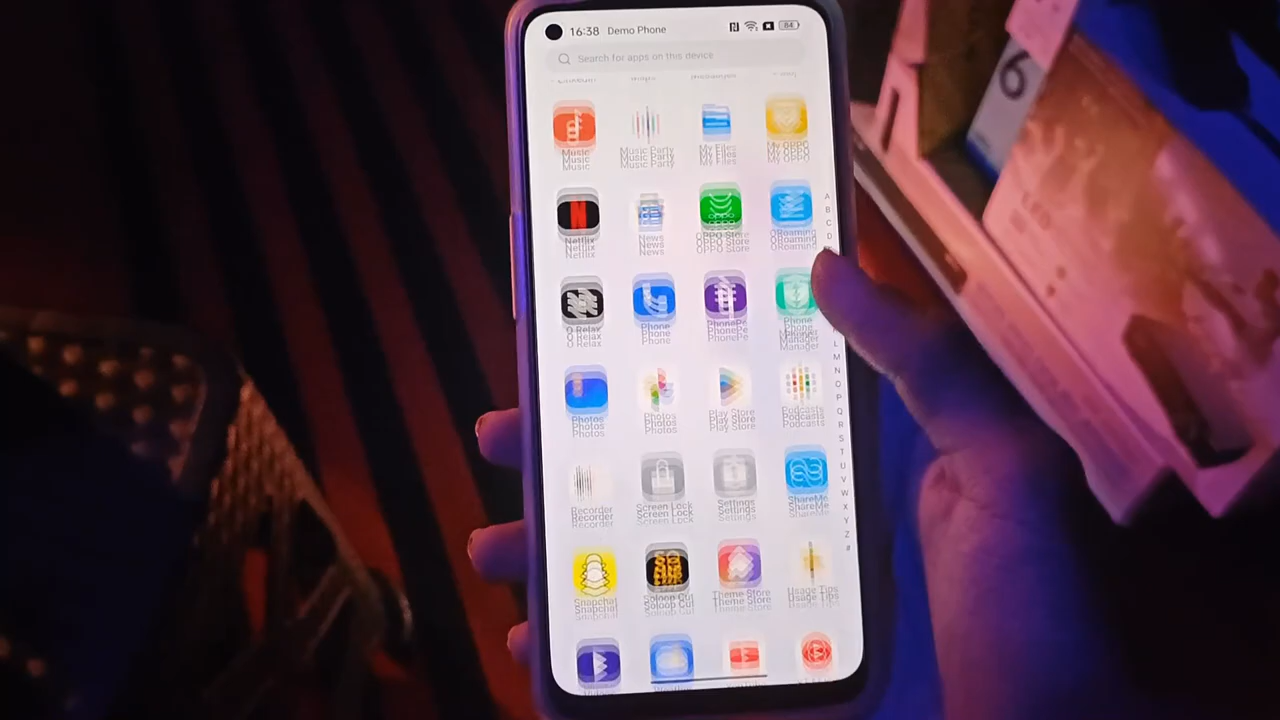 16:38 Demo Phone 84
Search for apps on this device
Music Music Party My Files My OPPO
Netflix News OPPO Store ORoaming
O Relax Phone PhonePe Phone Manager
Photos Photos Play Store Podcasts
Recorder Screen Lock Settings ShareMe
Snapchat Soloop Cut Theme Store Usage Tips
A
B
C
D
L
M
N
O
P
Q
R
S
T
U
V
W
X
Y
Z
#
6